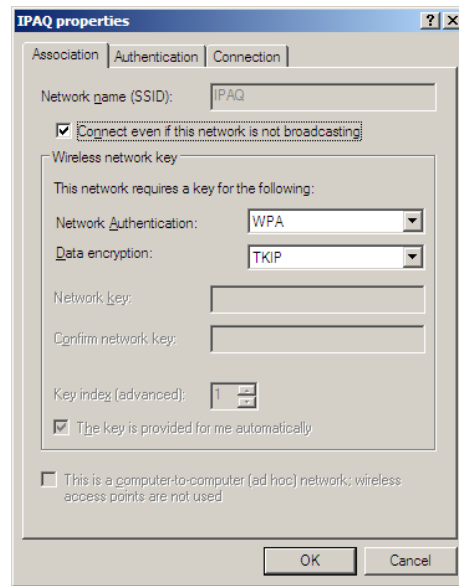 IPAQ properties
Association Authentication Connection
Network name (SSID): IPAQ
Connect even if this network is not broadcasting
Wireless network key
This network requires a key for the following:
Network Authentication: WPA
Data encryption: TKIP
Network key:
Confirm network key:
Key index (advanced): 1
The key is provided for me automatically
This is a computer-to-computer (ad hoc) network; wireless
access points are not used
OK Cancel